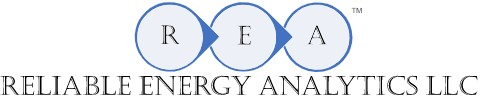 R E A ™
RELIABLE ENERGY ANALYTICS LLC